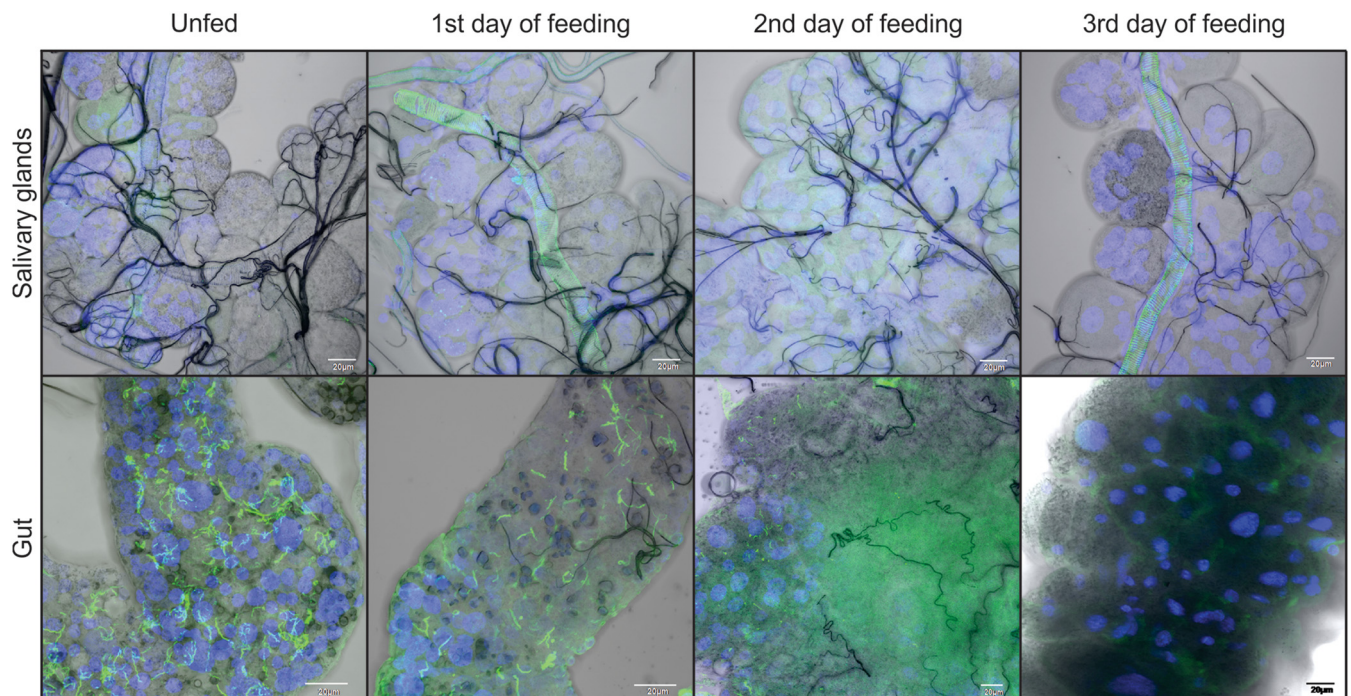 Unfed 1st day of feeding 2nd day of feeding 3rd day of feeding
Salivary glands
20µm 20µm 20µm 20µm
Gut
20µm 20µm 20µm 20µm